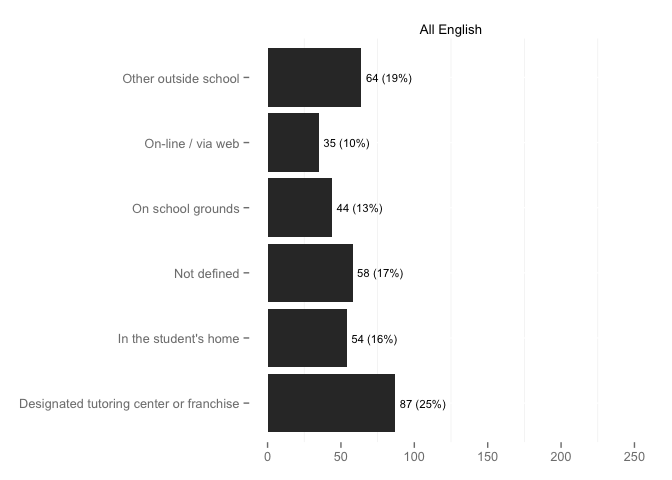 All English
Other outside school 64 (19%)
On-line / via web 35 (10%)
On school grounds 44 (13%)
Not defined 58 (17%)
In the student's home 54 (16%)
Designated tutoring center or franchise 87 (25%)
0 50 100 150 200 250